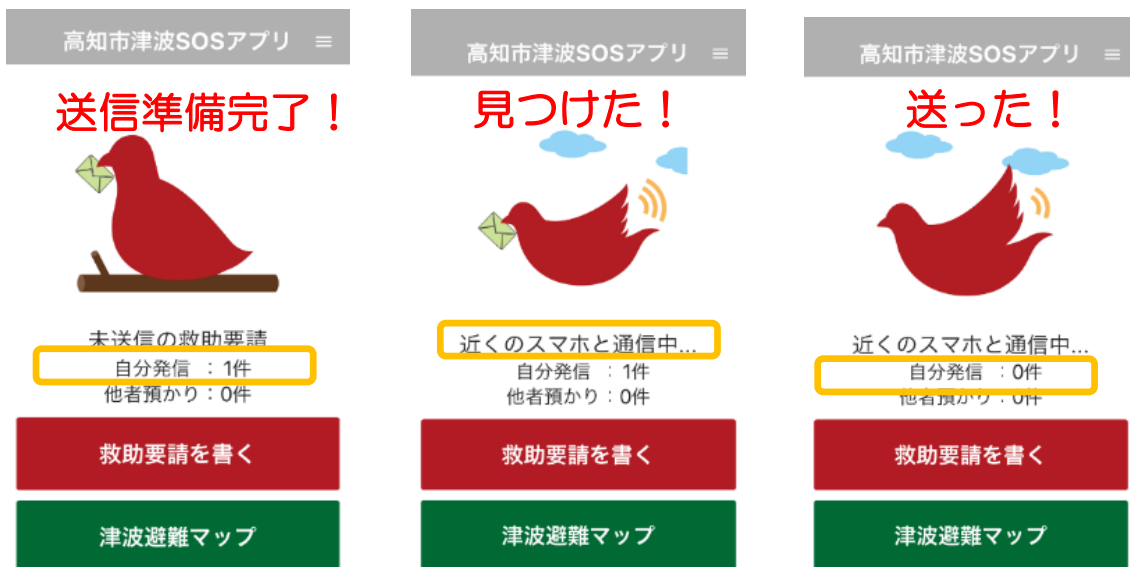 高知市津波SOSアプリ ≡
送信準備完了！
未送信の救助要請
自分発信 ： 1件
他者預かり：0件
救助要請を書く
津波避難マップ
高知市津波SOSアプリ ≡
見つけた！
近くのスマホと通信中...
自分発信 ： 1件
他者預かり：0件
救助要請を書く
津波避難マップ
高知市津波SOSアプリ ≡
送った！
近くのスマホと通信中...
自分発信 ：0件
他者預かり：0件
救助要請を書く
津波避難マップ